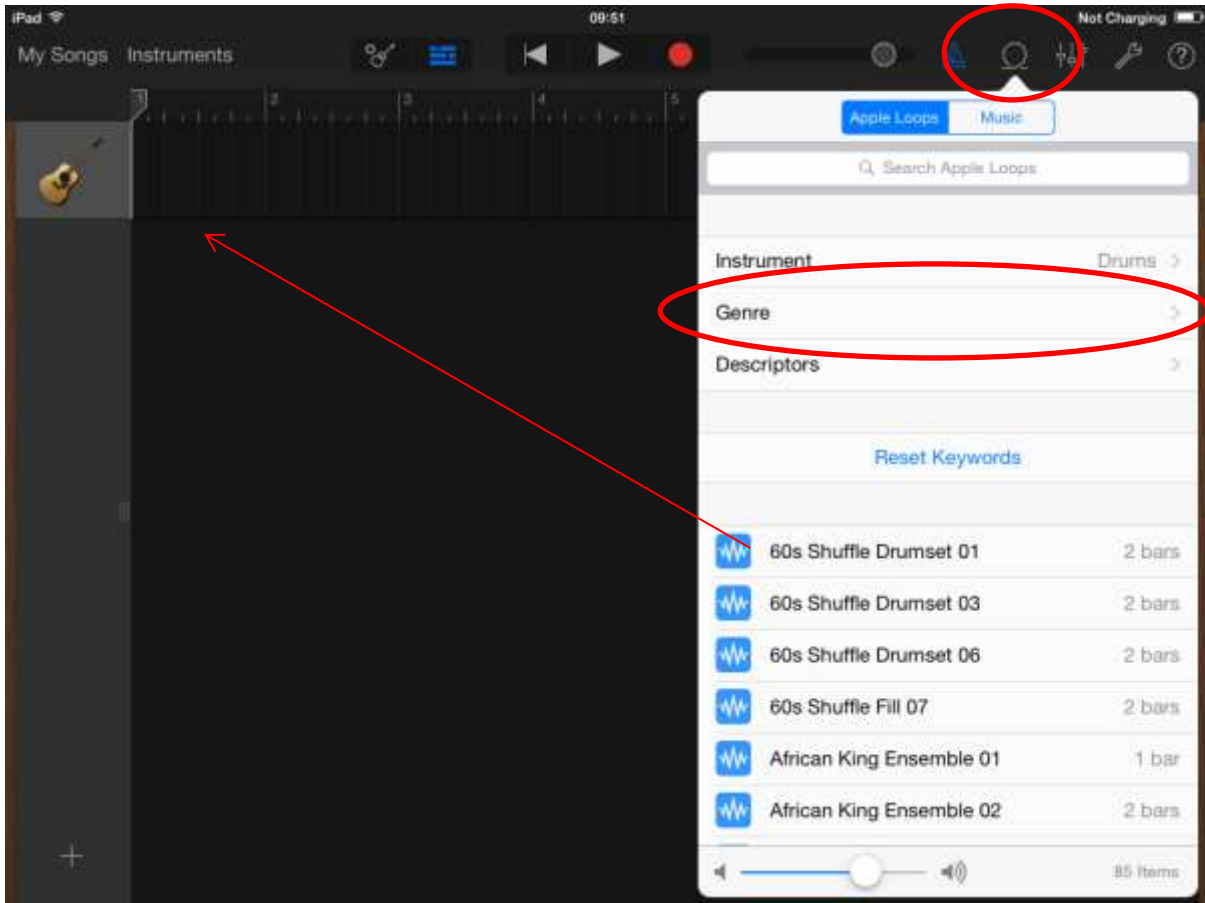 iPad 09:51 Not Charging
My Songs Instruments
1 2 3 4 5
Apple Loops Music
Search Apple Loops
Instrument Drums
Genre
Descriptors
Reset Keywords
60s Shuffle Drumset 01 2 bars
60s Shuffle Drumset 03 2 bars
60s Shuffle Drumset 06 2 bars
60s Shuffle Fill 07 2 bars
African King Ensemble 01 1 bar
African King Ensemble 02 2 bars
85 Items